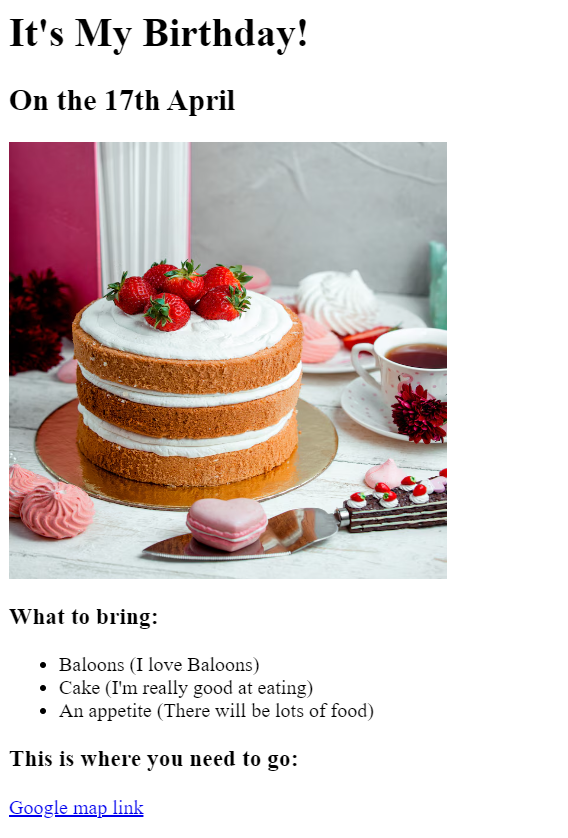 It's My Birthday!
On the 17th April
What to bring:
Baloons (I love Baloons)
Cake (I'm really good at eating)
An appetite (There will be lots of food)
This is where you need to go:
Google map link